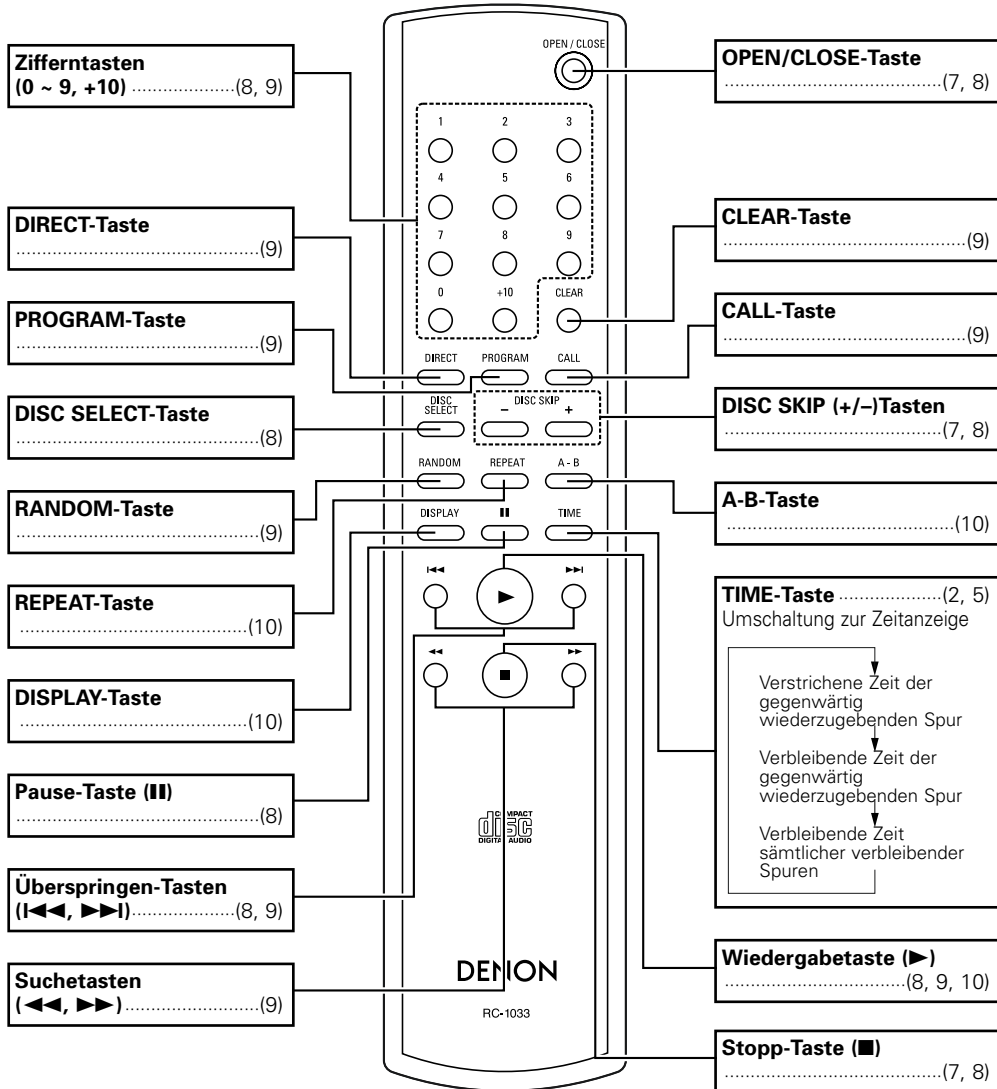 Zifferntasten
(0 ~ 9, +10) ....................(8, 9)
DIRECT-Taste
..................................................(9)
PROGRAM-Taste
..................................................(9)
DISC SELECT-Taste
..................................................(8)
RANDOM-Taste
..................................................(9)
REPEAT-Taste
..............................................(10)
DISPLAY-Taste
..............................................(10)
Pause-Taste (II)
..................................................(8)
Überspringen-Tasten
(I◄◄, ►►I)....................(8, 9)
Suchetasten
(◄◄, ►►)..........................(9)
OPEN / CLOSE
1 2 3
4 5 6
7 8 9
0 +10 CLEAR
DIRECT PROGRAM CALL
DISC
SELECT
– DISC SKIP +
RANDOM REPEAT A - B
DISPLAY II TIME
I◄◄ ► ►►I
◄◄ ■ ►►
COMPACT
disc
DIGITAL AUDIO
DENON
RC-1033
OPEN/CLOSE-Taste
.............................................(7, 8)
CLEAR-Taste
..................................................(9)
CALL-Taste
..................................................(9)
DISC SKIP (+/–)Tasten
.............................................(7, 8)
A-B-Taste
...............................................(10)
TIME-Taste ......................(2, 5)
Umschaltung zur Zeitanzeige
Verstrichene Zeit der
gegenwärtig
wiederzugebenden Spur
Verbleibende Zeit der
gegenwärtig
wiederzugebenden Spur
Verbleibende Zeit
sämtlicher verbleibender
Spuren
Wiedergabetaste (►)
.....................................(8, 9, 10)
Stopp-Taste (■)
.............................................(7, 8)